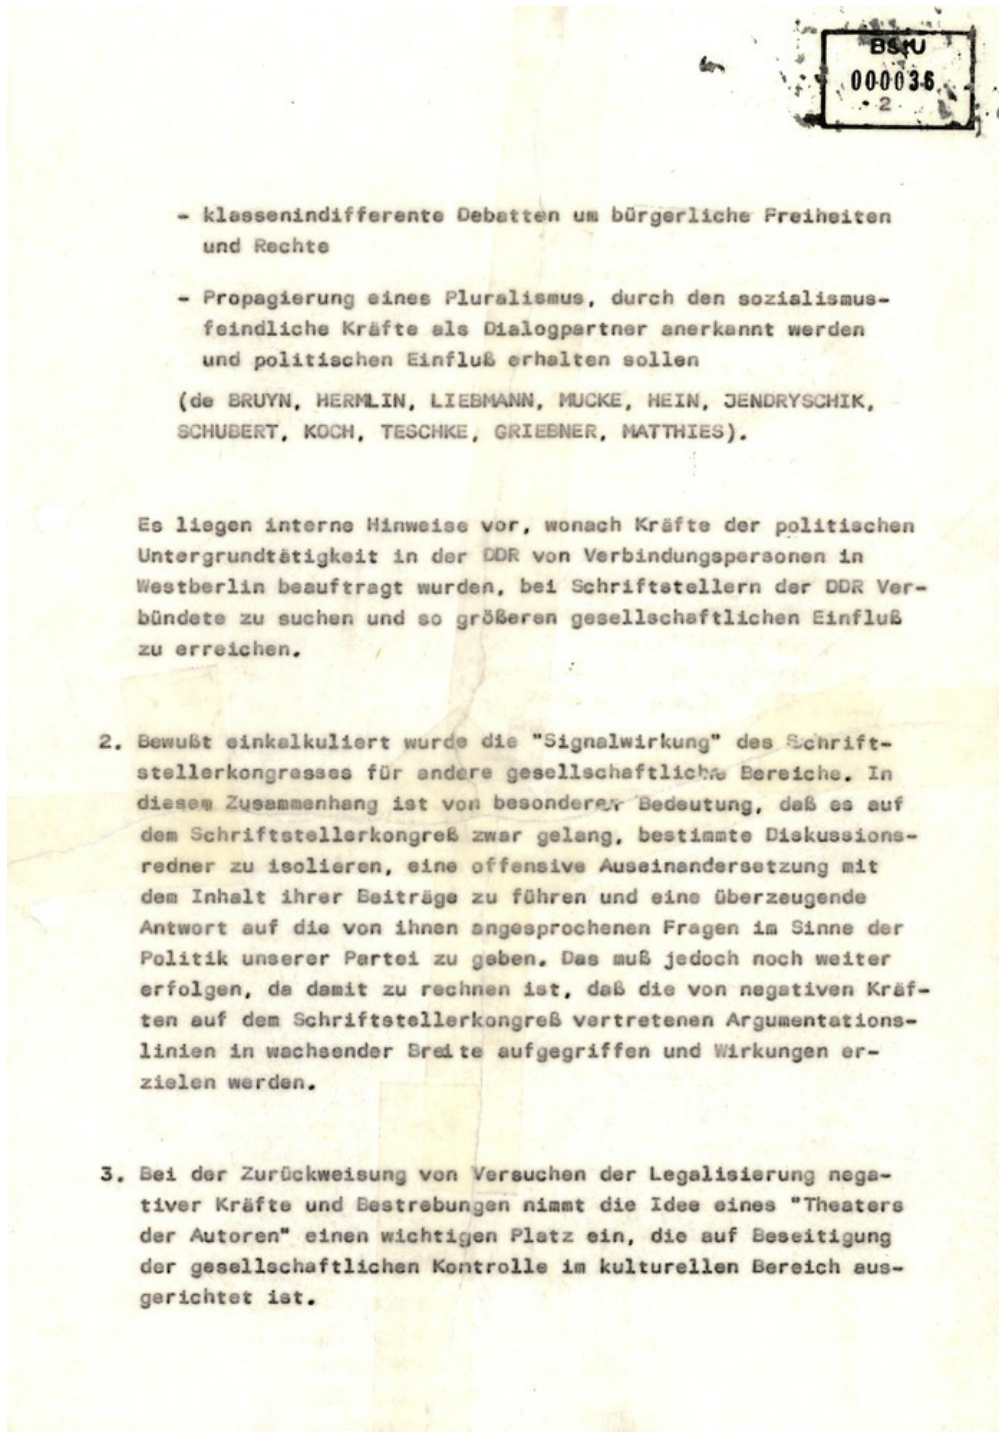 BStU
000036
2
- klassenindifferente Debatten um bürgerliche Freiheiten
und Rechte
- Propagierung eines Pluralismus, durch den sozialismus-
feindliche Kräfte als Dialogpartner anerkannt werden
und politischen Einfluß erhalten sollen
(de BRUYN, HERMLIN, LIEBMANN, MUCKE, HEIN, JENDRYSCHIK,
SCHUBERT, KOCH, TESCHKE, GRIEBNER, MATTHIES).
Es liegen interne Hinweise vor, wonach Kräfte der politischen
Untergrundtätigkeit in der DDR von Verbindungspersonen in
Westberlin beauftragt wurden, bei Schriftstellern der DDR Ver-
bündete zu suchen und so größeren gesellschaftlichen Einfluß
zu erreichen.
2. Bewußt einkalkuliert wurde die "Signalwirkung" des Schrift-
stellerkongresses für andere gesellschaftliche Bereiche. In
diesem Zusammenhang ist von besonderer Bedeutung, daß es auf
dem Schriftstellerkongreß zwar gelang, bestimmte Diskussions-
redner zu isolieren, eine offensive Auseinandersetzung mit
dem Inhalt ihrer Beiträge zu führen und eine überzeugende
Antwort auf die von ihnen angesprochenen Fragen im Sinne der
Politik unserer Partei zu geben. Das muß jedoch noch weiter
erfolgen, da damit zu rechnen ist, daß die von negativen Kräf-
ten auf dem Schriftstellerkongreß vertretenen Argumentations-
linien in wachsender Breite aufgegriffen und Wirkungen er-
zielen werden.
3. Bei der Zurückweisung von Versuchen der Legalisierung nega-
tiver Kräfte und Bestrebungen nimmt die Idee eines "Theaters
der Autoren" einen wichtigen Platz ein, die auf Beseitigung
der gesellschaftlichen Kontrolle im kulturellen Bereich aus-
gerichtet ist.